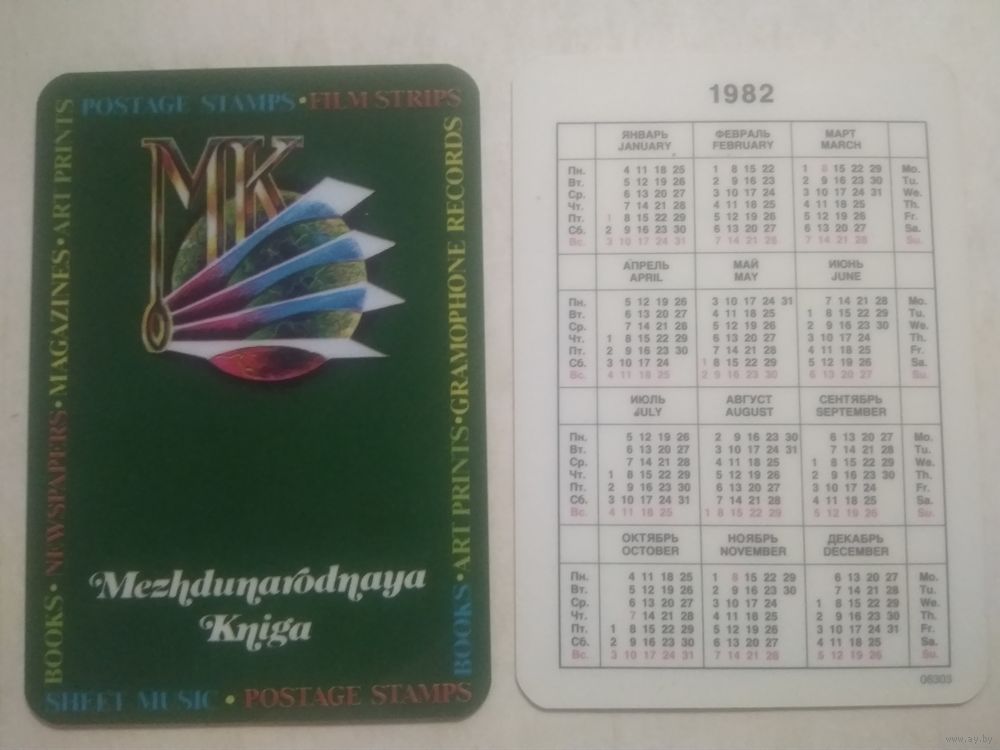 POSTAGE STAMPS • FILM STRIPS
BOOKS • NEWSPAPERS • MAGAZINES • ART PRINTS
BOOKS • ART PRINTS • GRAMOPHONE RECORDS
MK
Mezhdunarodnaya
Kniga
SHEET MUSIC • POSTAGE STAMPS
1982
ЯНВАРЬ ФЕВРАЛЬ МАРТ
JANUARY FEBRUARY MARCH
Пн. 4 11 18 25 1 8 15 22 1 8 15 22 29 Mo.
Вт. 5 12 19 26 2 9 16 23 2 9 16 23 30 Tu.
Ср. 6 13 20 27 3 10 17 24 3 10 17 24 31 We.
Чт. 7 14 21 28 4 11 18 25 4 11 18 25 Th.
Пт. 1 8 15 22 29 5 12 19 26 5 12 19 26 Fr.
Сб. 2 9 16 23 30 6 13 20 27 6 13 20 27 Sa.
Вс. 3 10 17 24 31 7 14 21 28 7 14 21 28 Su.
АПРЕЛЬ МАЙ ИЮНЬ
APRIL MAY JUNE
Пн. 5 12 19 26 3 10 17 24 31 7 14 21 28 Mo.
Вт. 6 13 20 27 4 11 18 25 1 8 15 22 29 Tu.
Ср. 7 14 21 28 5 12 19 26 2 9 16 23 30 We.
Чт. 1 8 15 22 29 6 13 20 27 3 10 17 24 Th.
Пт. 2 9 16 23 30 7 14 21 28 4 11 18 25 Fr.
Сб. 3 10 17 24 1 8 15 22 29 5 12 19 26 Sa.
Вс. 4 11 18 25 2 9 16 23 30 6 13 20 27 Su.
ИЮЛЬ АВГУСТ СЕНТЯБРЬ
JULY AUGUST SEPTEMBER
Пн. 5 12 19 26 2 9 16 23 30 6 13 20 27 Mo.
Вт. 6 13 20 27 3 10 17 24 31 7 14 21 28 Tu.
Ср. 7 14 21 28 4 11 18 25 1 8 15 22 29 We.
Чт. 1 8 15 22 29 5 12 19 26 2 9 16 23 30 Th.
Пт. 2 9 16 23 30 6 13 20 27 3 10 17 24 Fr.
Сб. 3 10 17 24 31 7 14 21 28 4 11 18 25 Sa.
Вс. 4 11 18 25 1 8 15 22 29 5 12 19 26 Su.
ОКТЯБРЬ НОЯБРЬ ДЕКАБРЬ
OCTOBER NOVEMBER DECEMBER
Пн. 4 11 18 25 1 8 15 22 29 6 13 20 27 Mo.
Вт. 5 12 19 26 2 9 16 23 30 7 14 21 28 Tu.
Ср. 6 13 20 27 3 10 17 24 1 8 15 22 29 We.
Чт. 7 14 21 28 4 11 18 25 2 9 16 23 30 Th.
Пт. 1 8 15 22 29 5 12 19 26 3 10 17 24 31 Fr.
Сб. 2 9 16 23 30 6 13 20 27 4 11 18 25 Sa.
Вс. 3 10 17 24 31 7 14 21 28 5 12 19 26 Su.
06303
www.ay.by